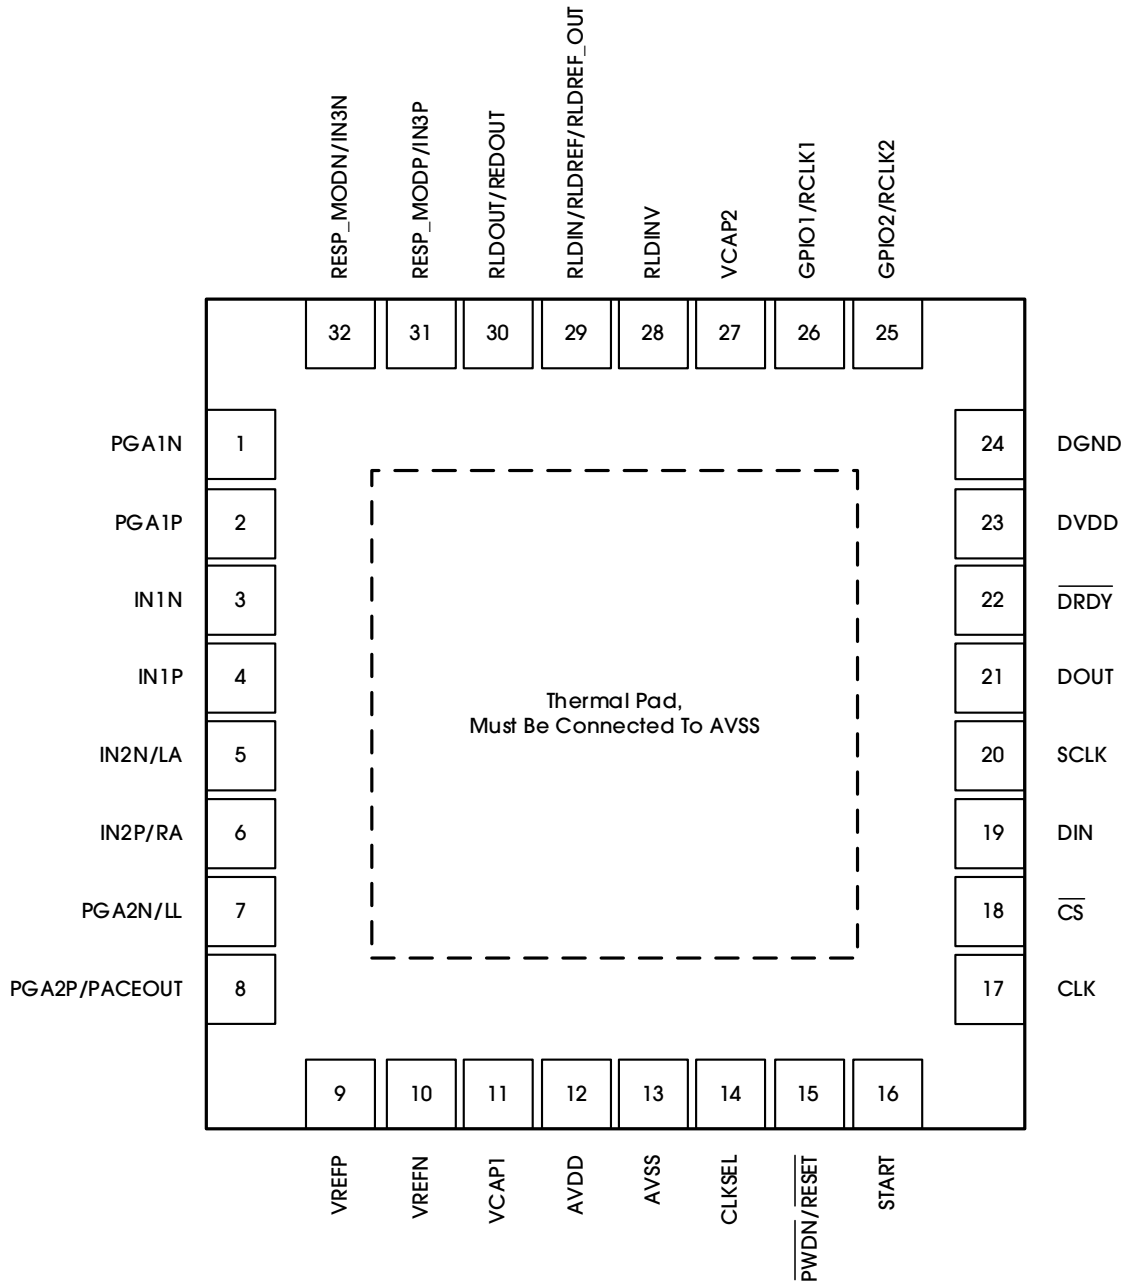 RESP_MODN/IN3N
RESP_MODP/IN3P
RLDOUT/REDOUT
RLDIN/RLDREF/RLDREF_OUT
RLDINV
VCAP2
GPIO1/RCLK1
GPIO2/RCLK2
32
31
30
29
28
27
26
25
PGA1N 1
PGA1P 2
IN1N 3
IN1P 4
IN2N/LA 5
IN2P/RA 6
PGA2N/LL 7
PGA2P/PACEOUT 8
Thermal Pad,
Must Be Connected To AVSS
24 DGND
23 DVDD
22 DRDY
21 DOUT
20 SCLK
19 DIN
18 CS
17 CLK
9
10
11
12
13
14
15
16
VREFP
VREFN
VCAP1
AVDD
AVSS
CLKSEL
PWDN/RESET
START